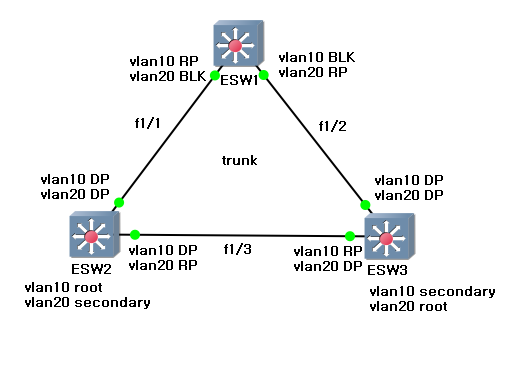 vlan10 RP
vlan20 BLK
vlan10 BLK
vlan20 RP
ESW1
f1/1
f1/2
trunk
vlan10 DP
vlan20 DP
vlan10 DP
vlan20 DP
ESW2
vlan10 DP
vlan20 RP
f1/3
vlan10 RP
vlan20 DP
ESW3
vlan10 root
vlan20 secondary
vlan10 secondary
vlan20 root